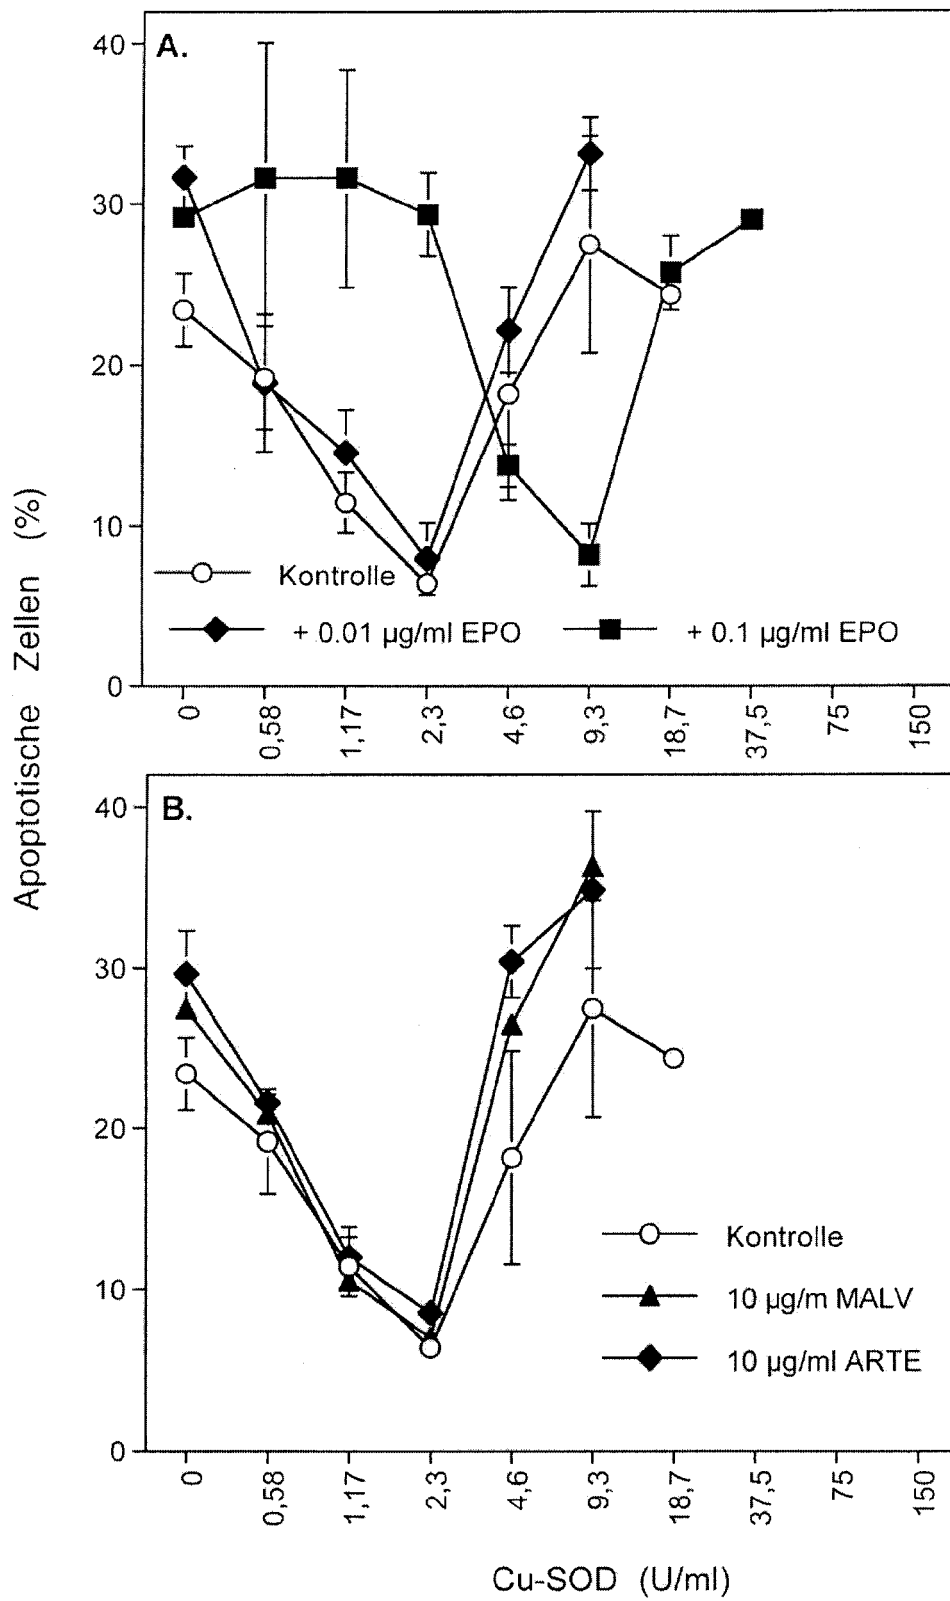 A.
40
30
20
10
0
Kontrolle
+ 0.01 µg/ml EPO + 0.1 µg/ml EPO
0 0,58 1,17 2,3 4,6 9,3 18,7 37,5 75 150
Apoptotische Zellen (%)
B.
40
30
20
10
0
Kontrolle
10 µg/m MALV
10 µg/ml ARTE
0 0,58 1,17 2,3 4,6 9,3 18,7 37,5 75 150
Cu-SOD (U/ml)